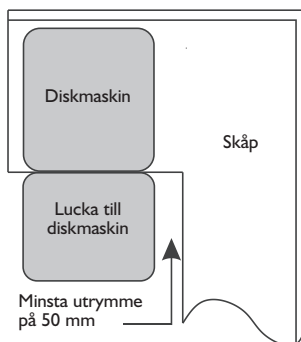 Diskmaskin
Skåp
Lucka till
diskmaskin
Minsta utrymme
på 50 mm